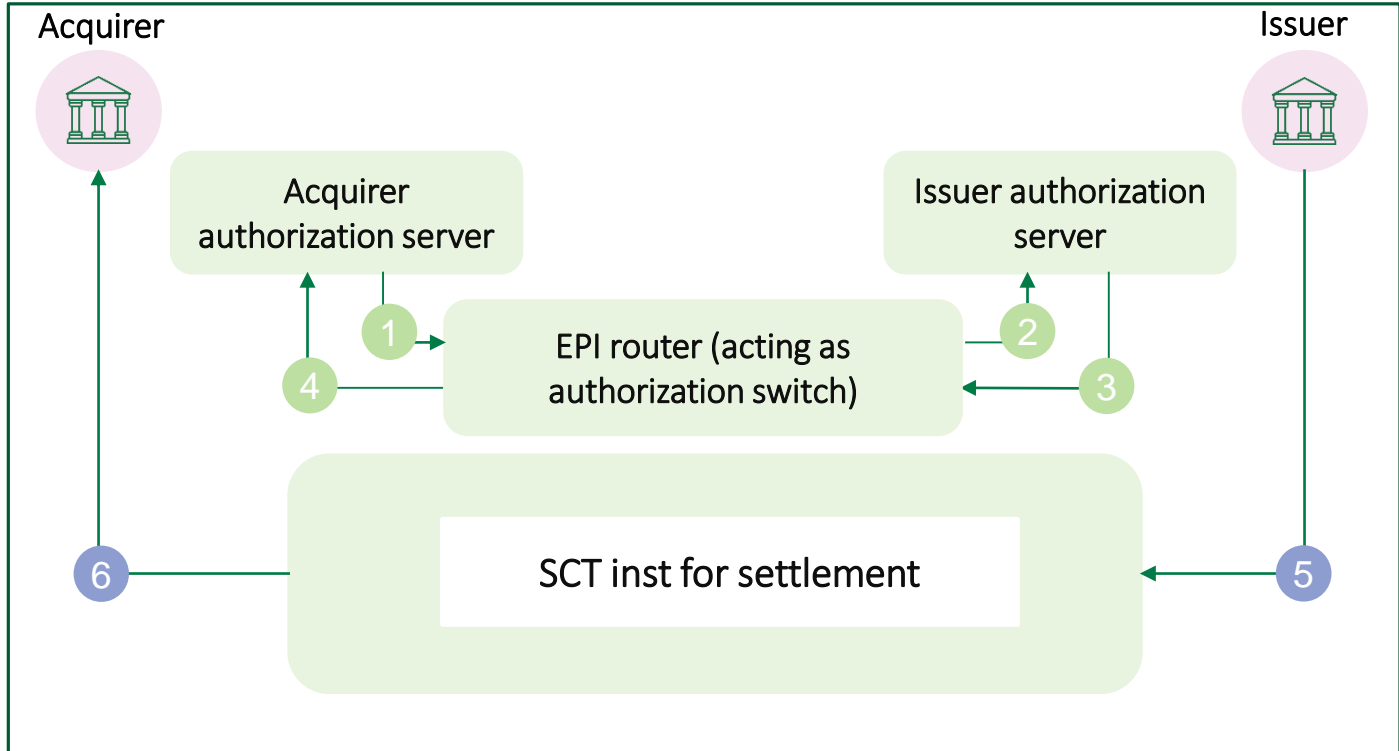 Acquirer
Issuer
Acquirer
authorization server
Issuer authorization
server
1
2
EPI router (acting as
authorization switch)
4
3
SCT inst for settlement
6
5